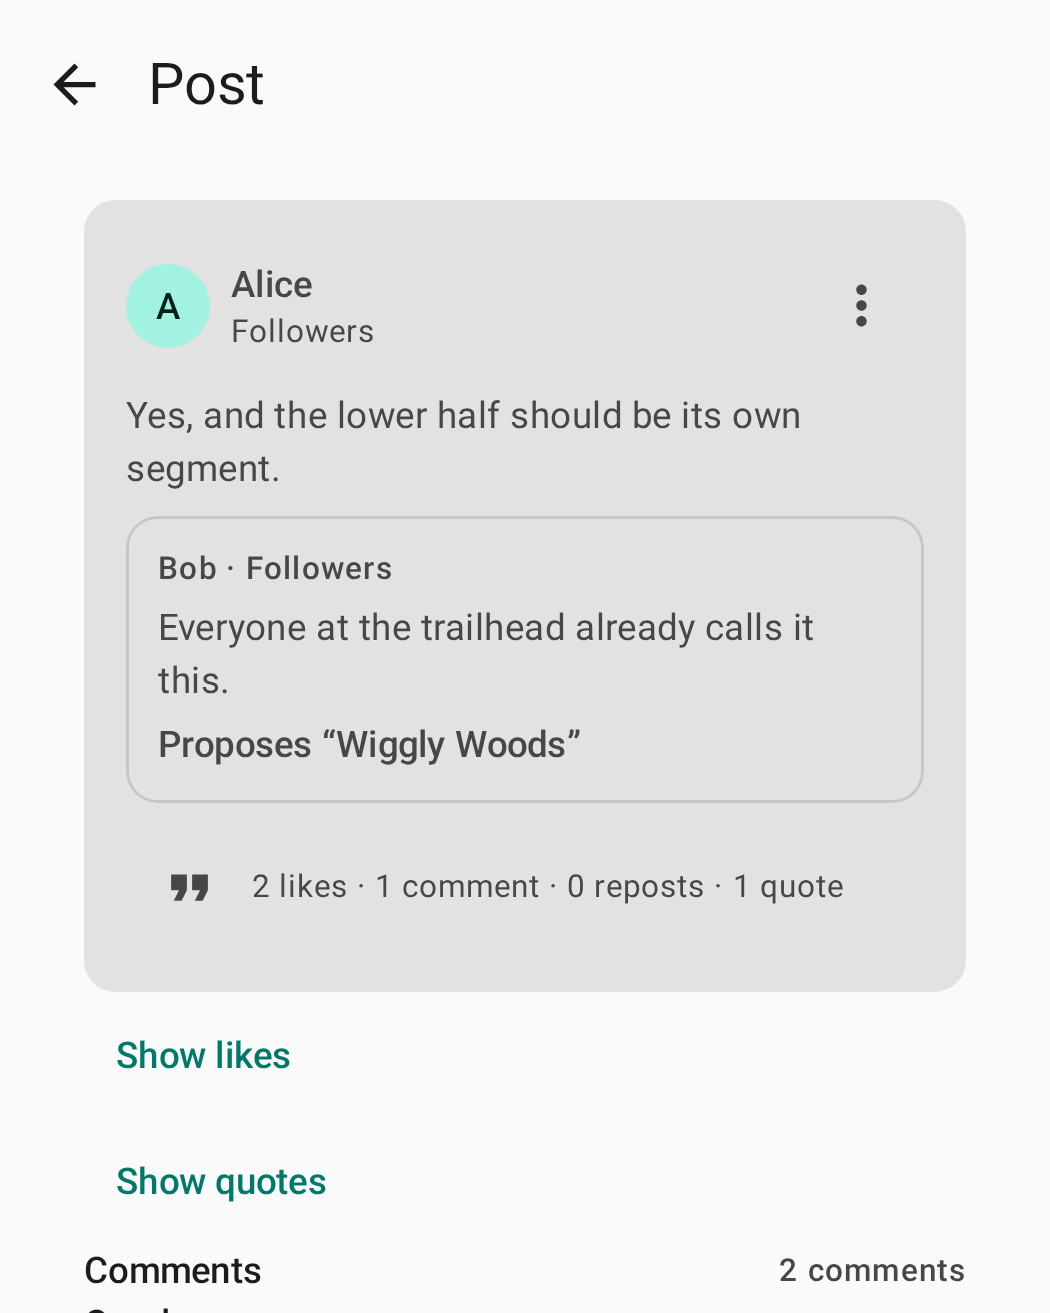 Post
A
Alice
Followers
Yes, and the lower half should be its own
segment.
Bob · Followers
Everyone at the trailhead already calls it
this.
Proposes “Wiggly Woods”
2 likes · 1 comment · 0 reposts · 1 quote
Show likes
Show quotes
Comments
2 comments